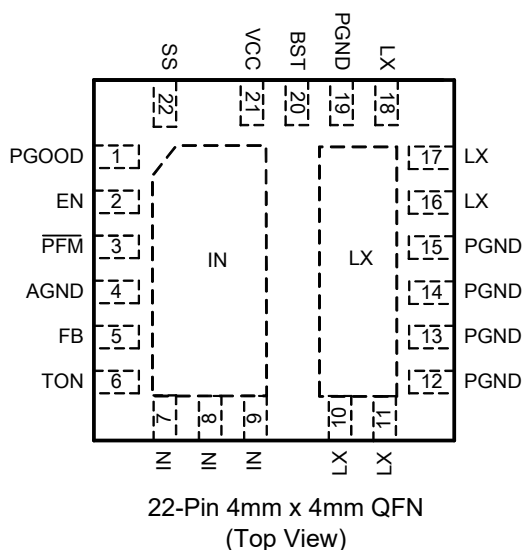 SS VCC BST PGND LX
22 21 20 19 18
PGOOD 1 17 LX
EN 2 16 LX
PFM 3 15 PGND
IN LX
AGND 4 14 PGND
FB 5 13 PGND
TON 6 12 PGND
7 8 9 10 11
IN IN IN LX LX
22-Pin 4mm x 4mm QFN
(Top View)